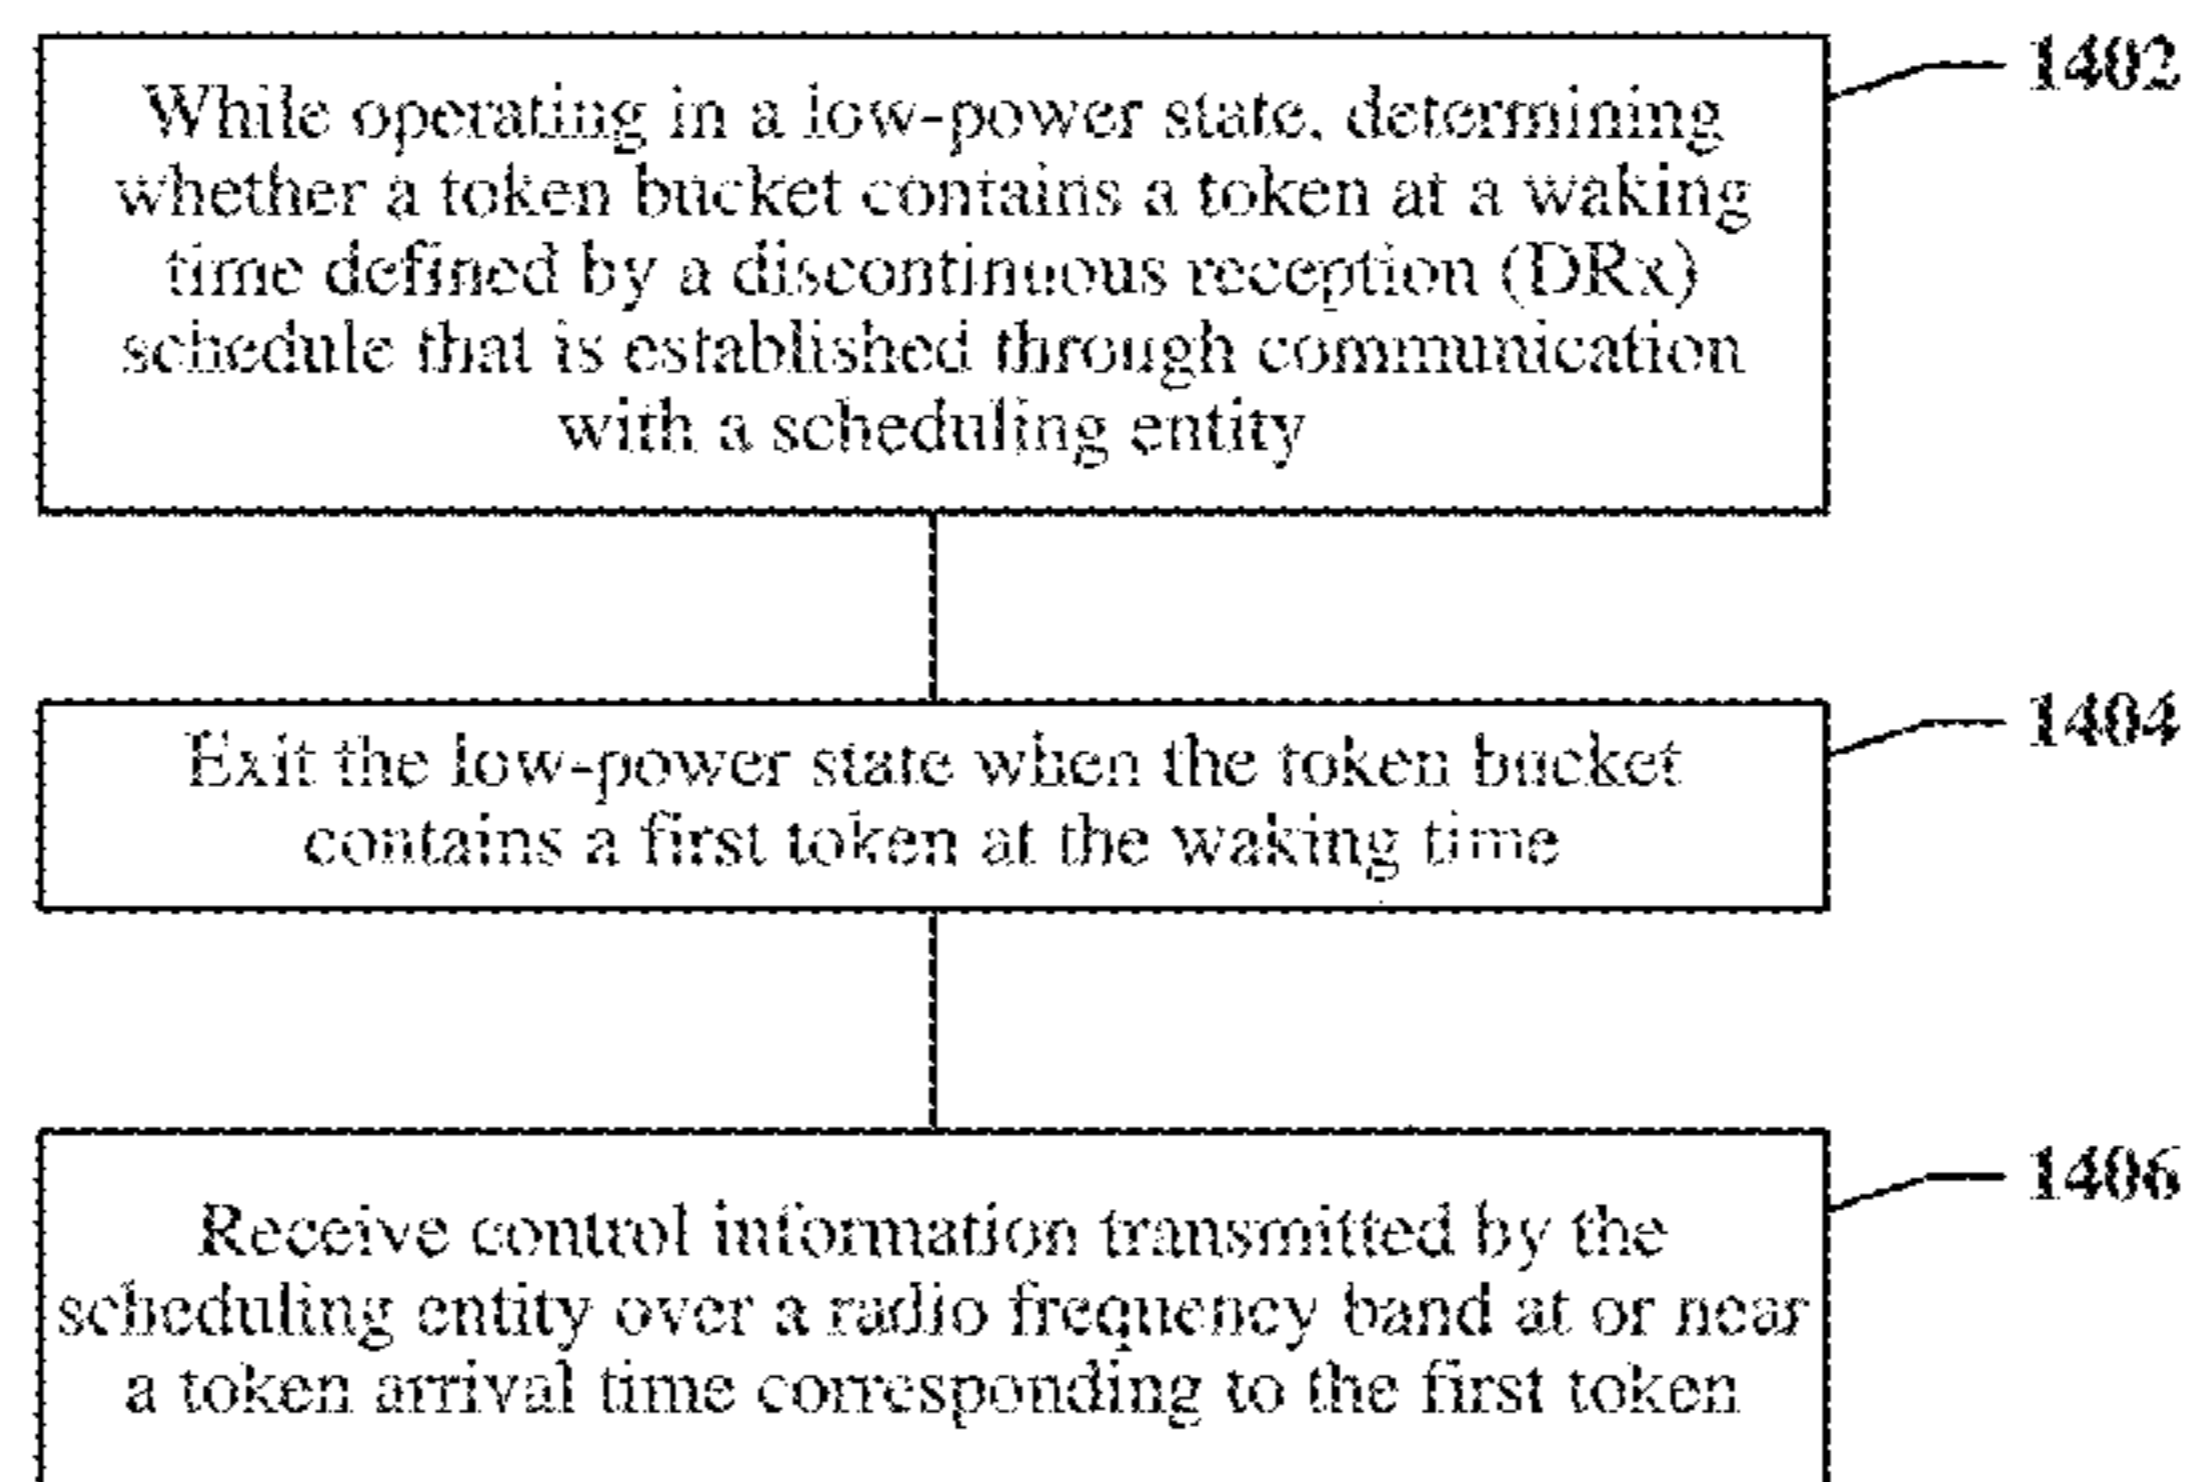 While operating in a low-power state, determining
whether a token bucket contains a token at a waking
time defined by a discontinuous reception (DRx)
schedule that is established through communication
with a scheduling entity
1402
Exit the low-power state when the token bucket
contains a first token at the waking time
1404
Receive control information transmitted by the
scheduling entity over a radio frequency band at or near
a token arrival time corresponding to the first token
1406